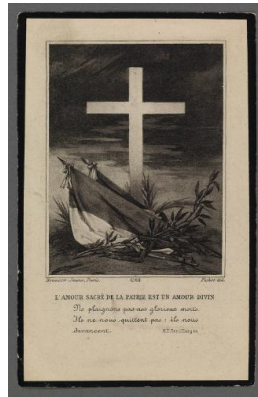 L'AMOUR SACRÉ DE LA PATRIE EST UN AMOUR DIVIN
Ne plaignons pas nos glorieux morts.
Ils ne nous quittent pas ; ils nous
devancent.